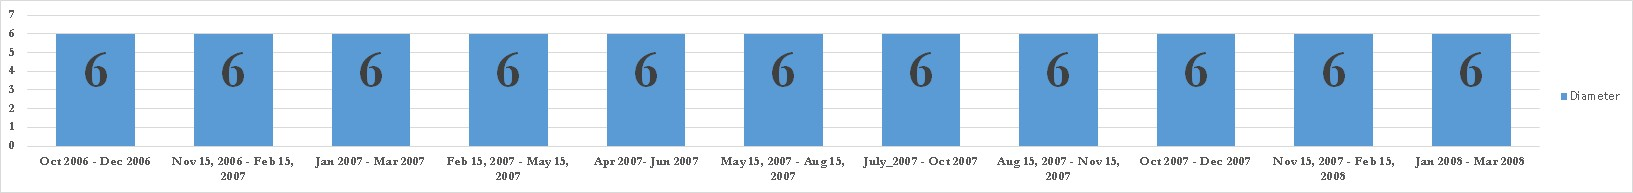 7
6
5
4
3
2
1
0
6 6 6 6 6 6 6 6 6 6 6
Oct 2006 - Dec 2006
Nov 15, 2006 - Feb 15,
2007
Jan 2007 - Mar 2007
Feb 15, 2007 - May 15,
2007
Apr 2007- Jun 2007
May 15, 2007 - Aug 15,
2007
July_2007 - Oct 2007
Aug 15, 2007 - Nov 15,
2007
Oct 2007 - Dec 2007
Nov 15, 2007 - Feb 15,
2008
Jan 2008 - Mar 2008
Diameter